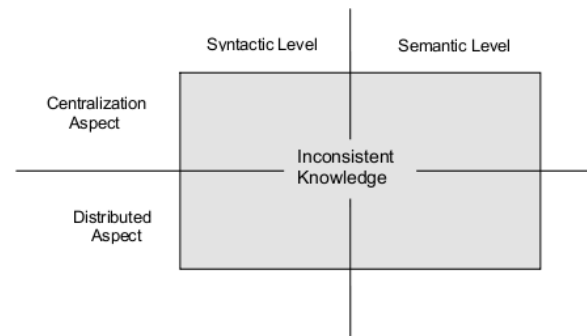 Syntactic Level
Semantic Level
Centralization
Aspect
Inconsistent
Knowledge
Distributed
Aspect